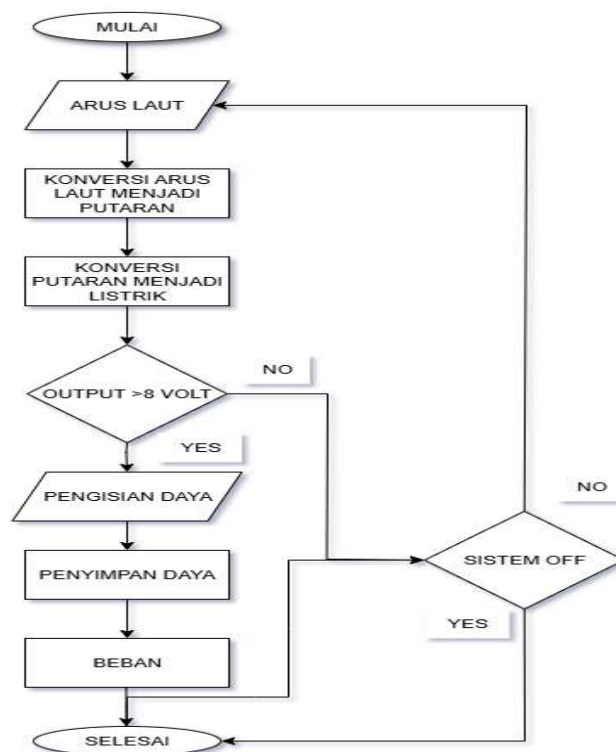 MULAI
ARUS LAUT
KONVERSI ARUS
LAUT MENJADI
PUTARAN
KONVERSI
PUTARAN MENJADI
LISTRIK
OUTPUT >8 VOLT
NO
YES
PENGISIAN DAYA
PENYIMPAN DAYA
BEBAN
SELESAI
SISTEM OFF
NO
YES